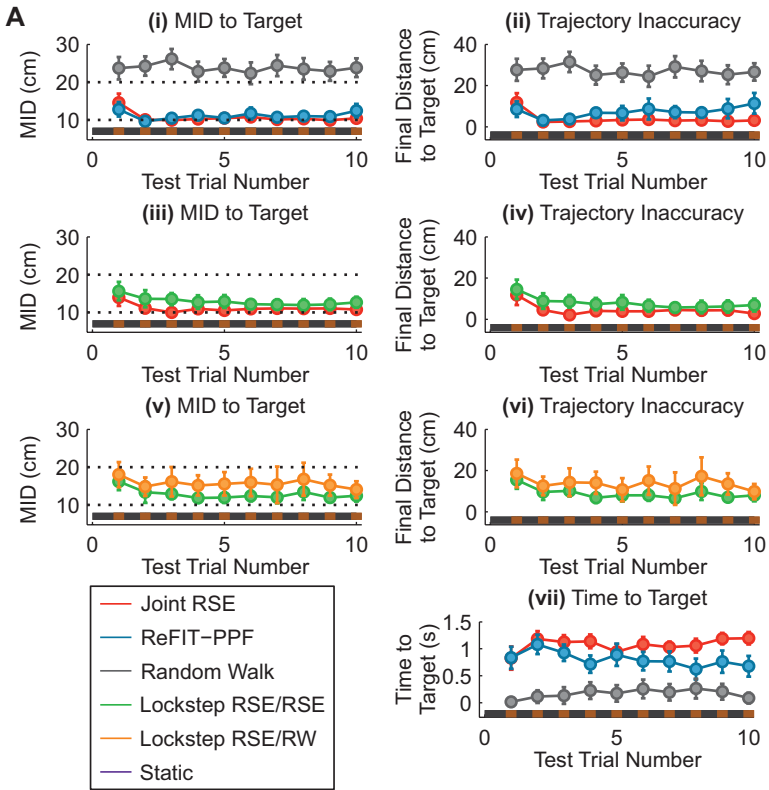 A
(i) MID to Target
30
20
10
MID (cm)
0
5
10
Test Trial Number
(ii) Trajectory Inaccuracy
40
20
0
Final Distance
to Target (cm)
0
5
10
Test Trial Number
(iii) MID to Target
30
20
10
MID (cm)
0
5
10
Test Trial Number
(iv) Trajectory Inaccuracy
40
20
0
Final Distance
to Target (cm)
0
5
10
Test Trial Number
(v) MID to Target
30
20
10
MID (cm)
0
5
10
Test Trial Number
(vi) Trajectory Inaccuracy
40
20
0
Final Distance
to Target (cm)
0
5
10
Test Trial Number
Joint RSE
ReFIT−PPF
Random Walk
Lockstep RSE/RSE
Lockstep RSE/RW
Static
(vii) Time to Target
1.5
1
0.5
0
Time to
Target (s)
0
5
10
Test Trial Number